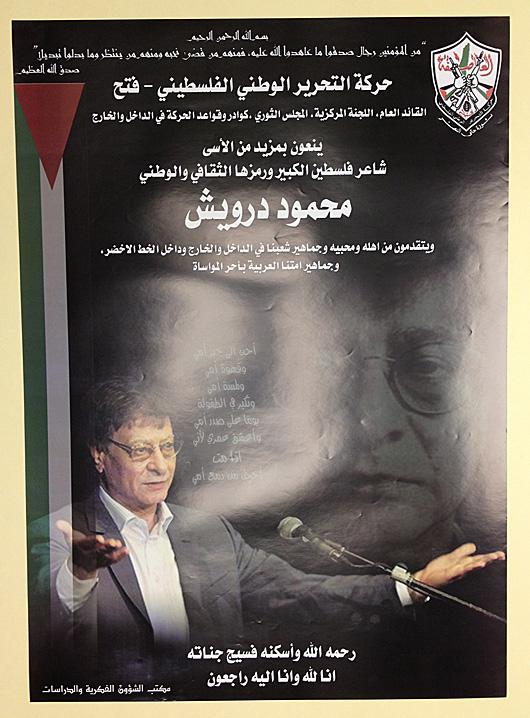 بسم الله الرحمن الرحيم
"من المؤمنين رجال صدقوا ما عاهدوا الله عليه، فمنهم من قضى نحبه ومنهم من ينتظر وما بدلوا تبديلا"
صدق الله العظيم
حركة التحرير الوطني الفلسطيني - فتح
القائد العام، اللجنة المركزية، المجلس الثوري ،كوادر وقواعد الحركة في الداخل والخارج
ينعون بمزيد من الأسى
شاعر فلسطين الكبير ورمزها الثقافي والوطني
محمود درويش
ويتقدمون من اهله ومحبيه وجماهير شعبنا في الداخل والخارج وداخل الخط الاخضر،
وجماهير امتنا العربية بأحر المواساة
أحن إلى خبز أمي
وقهوة أمي
ولمسة أمي
وتكبر في الطفولة
يوما على صدر أمي
وأعشق عمري لأني
اذا مت
أخجل من دمع أمي
رحمه الله وأسكنه فسيح جناته
انا لله وانا اليه راجعون
مكتب الشؤون الفكرية والدراسات